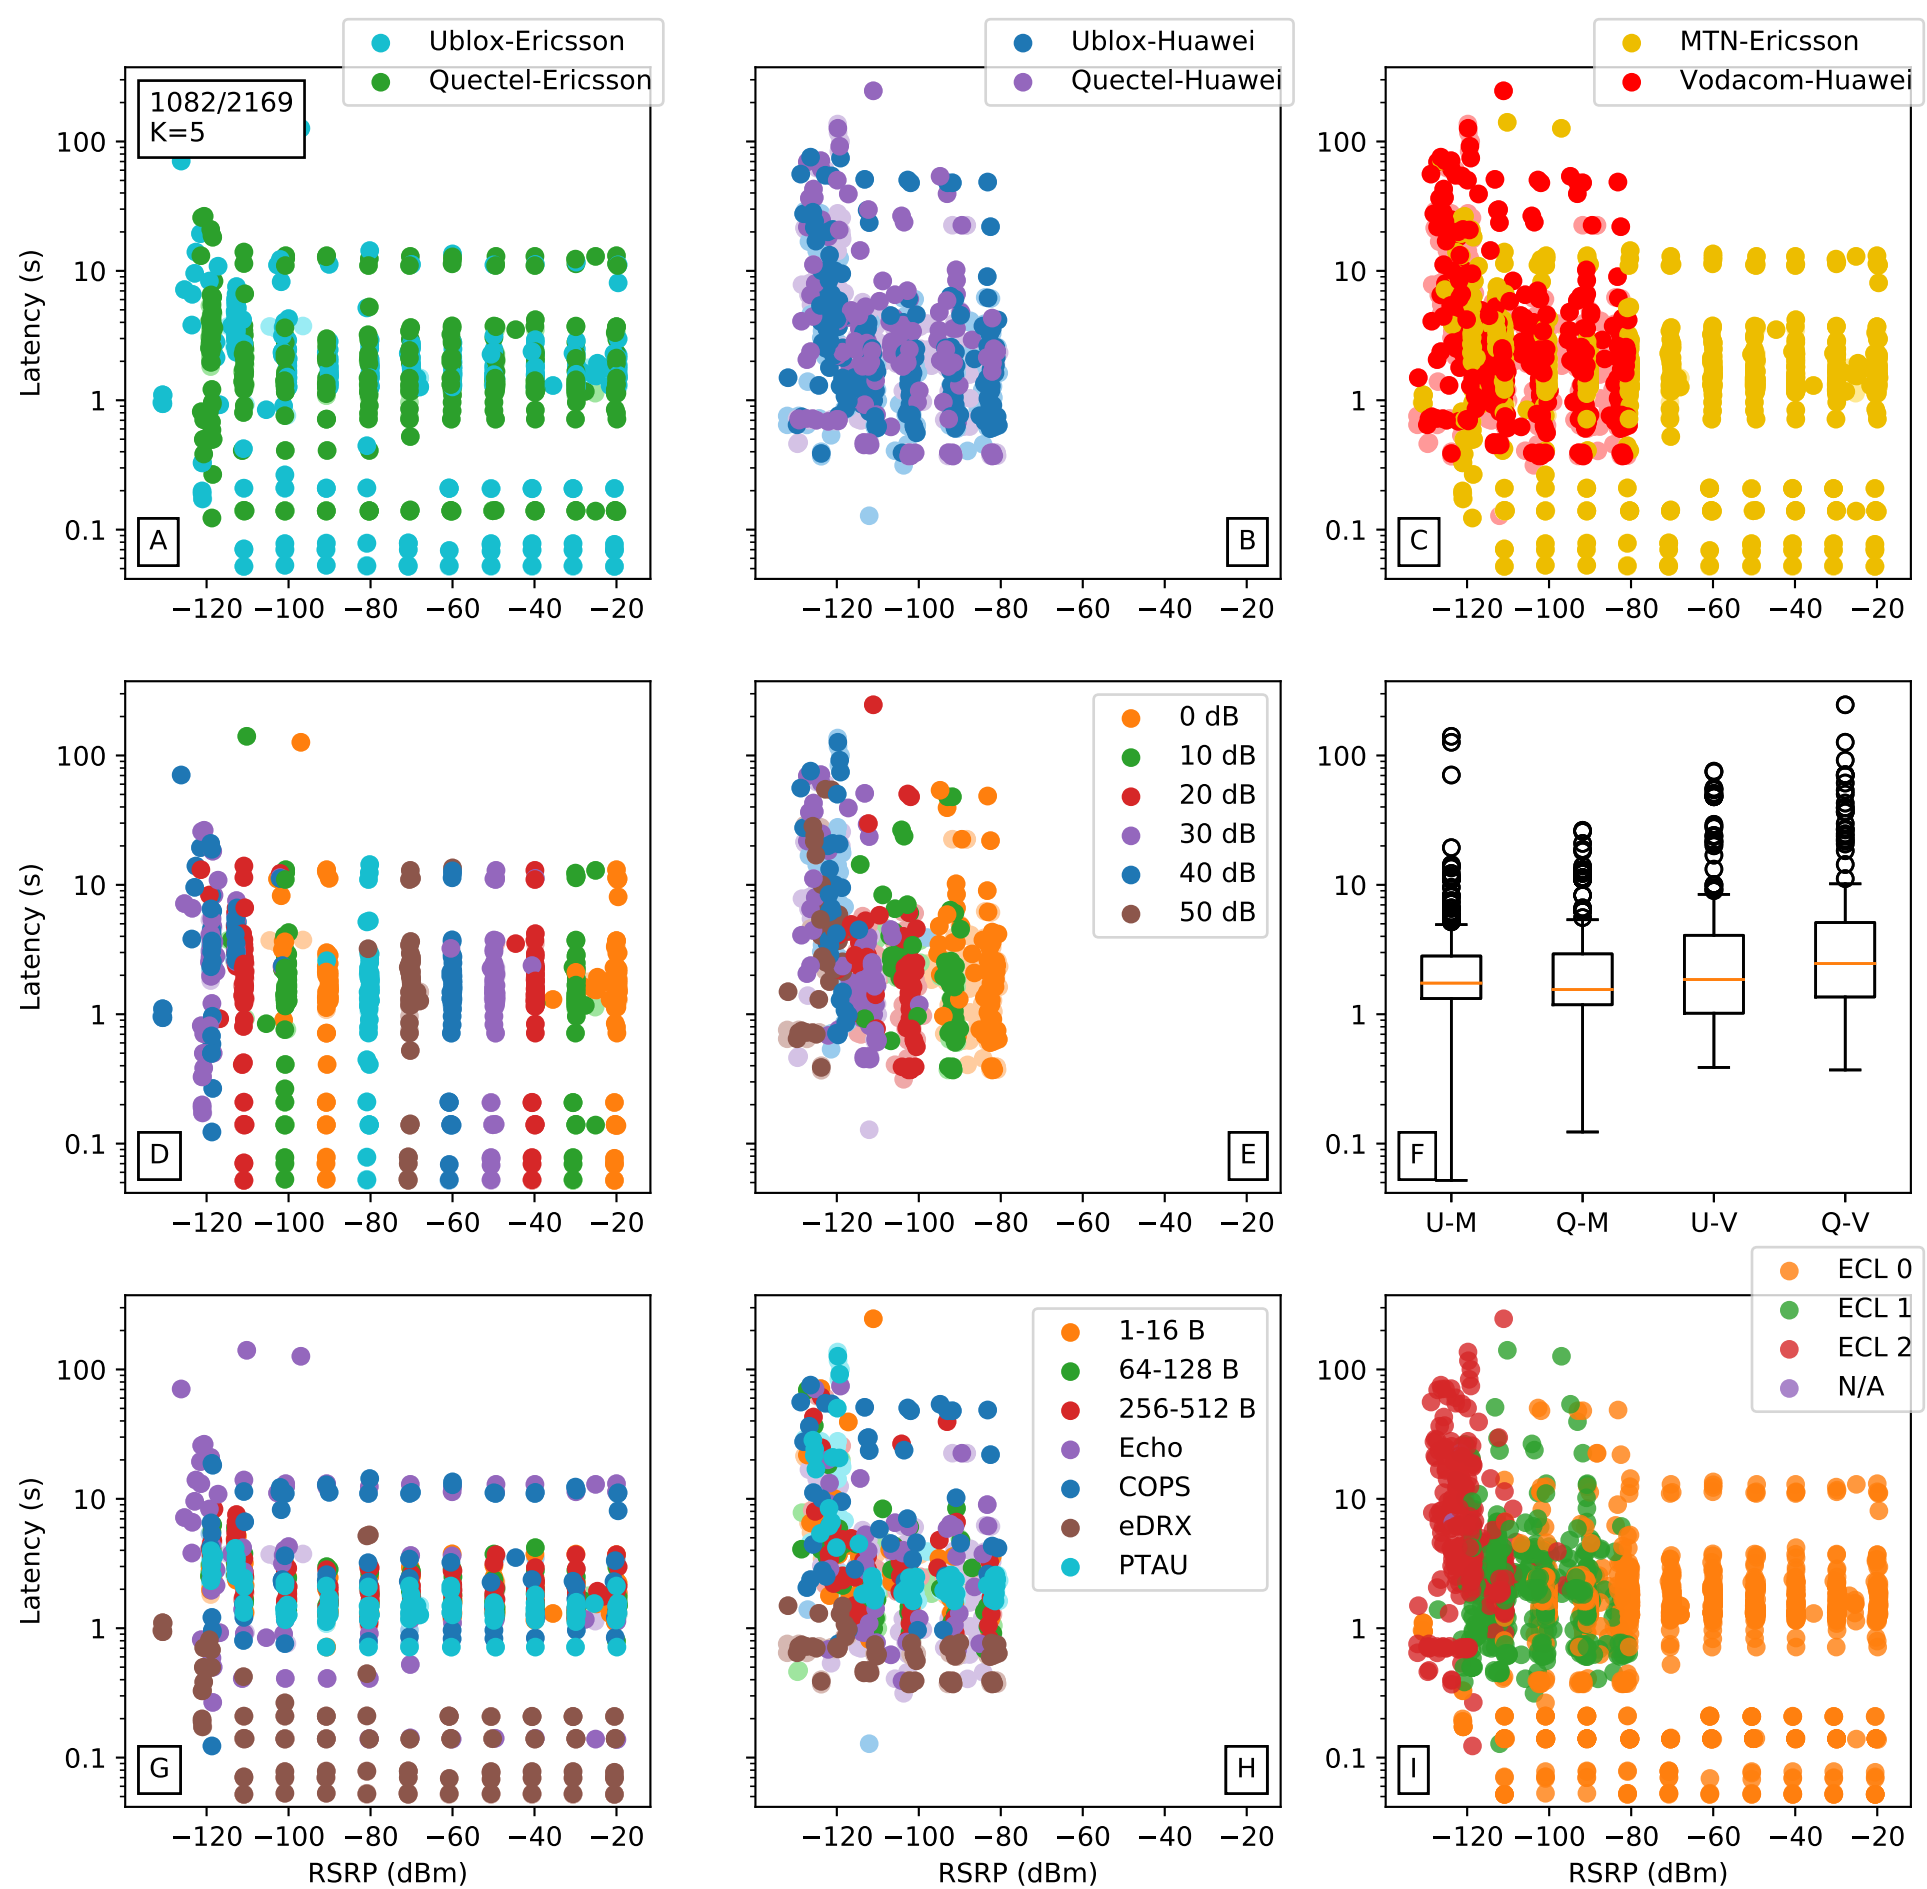 Ublox-Ericsson
Quectel-Ericsson
Ublox-Huawei
Quectel-Huawei
MTN-Ericsson
Vodacom-Huawei
1082/2169
K=5
Latency (s)
100
10
1
0.1
A
−120 −100 −80 −60 −40 −20
B
−120 −100 −80 −60 −40 −20
100
10
1
0.1
C
−120 −100 −80 −60 −40 −20
Latency (s)
100
10
1
0.1
D
−120 −100 −80 −60 −40 −20
0 dB
10 dB
20 dB
30 dB
40 dB
50 dB
E
−120 −100 −80 −60 −40 −20
100
10
1
0.1
F
U-M Q-M U-V Q-V
Latency (s)
100
10
1
0.1
G
−120 −100 −80 −60 −40 −20
RSRP (dBm)
1-16 B
64-128 B
256-512 B
Echo
COPS
eDRX
PTAU
H
−120 −100 −80 −60 −40 −20
RSRP (dBm)
ECL 0
ECL 1
ECL 2
N/A
100
10
1
0.1
I
−120 −100 −80 −60 −40 −20
RSRP (dBm)